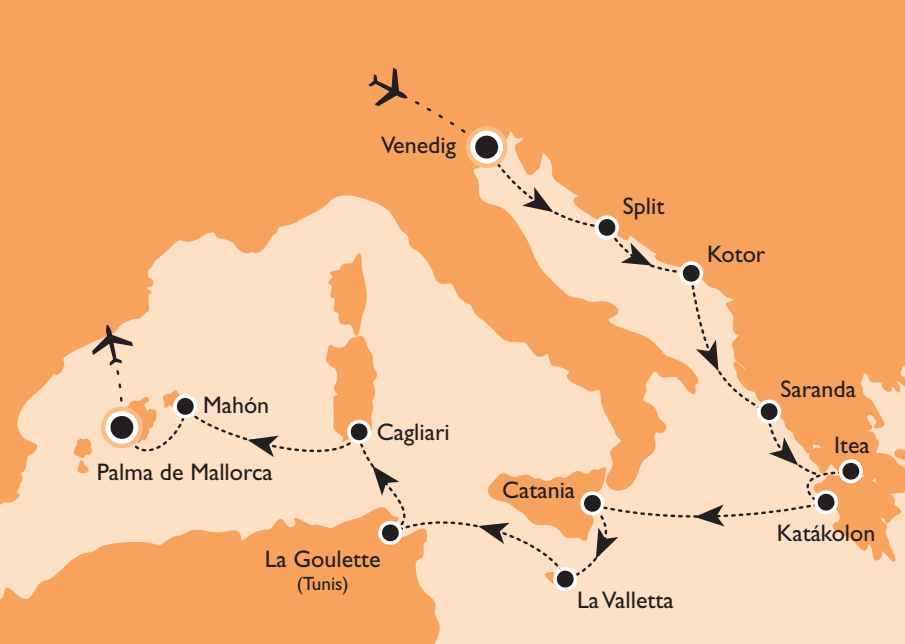 Venedig
Split
Kotor
Saranda
Itea
Mahón
Cagliari
Palma de Mallorca
Catania
Katákolon
La Goulette
(Tunis)
La Valletta